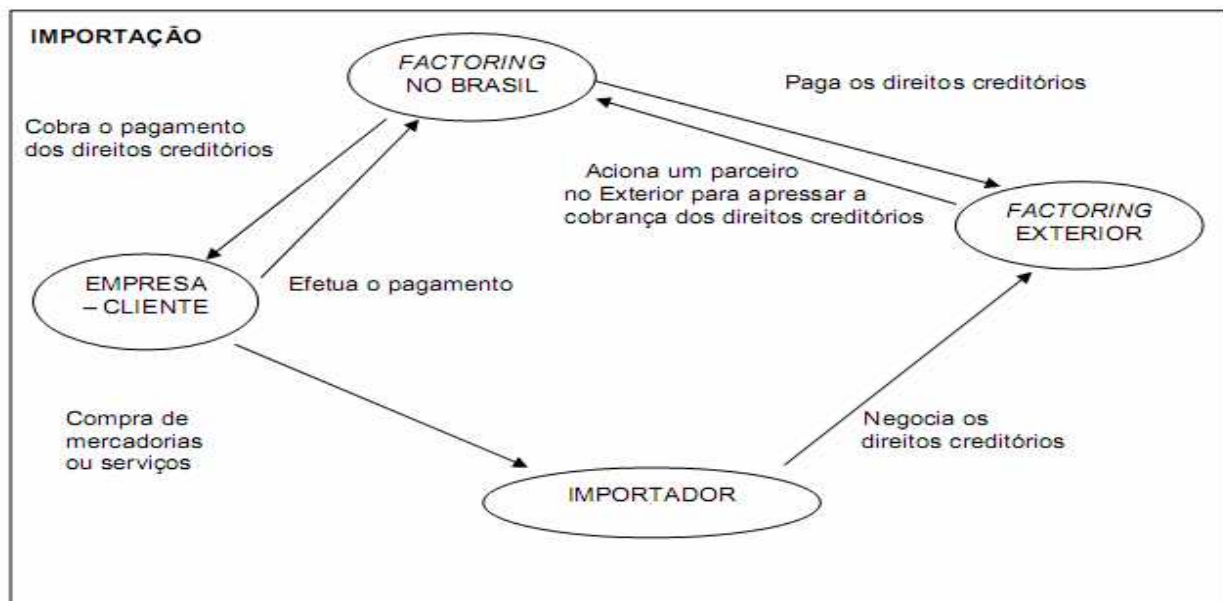 IMPORTAÇÃO
FACTORING
NO BRASIL
Paga os direitos creditórios
Cobra o pagamento
dos direitos creditórios
Aciona um parceiro
no Exterior para apressar a
cobrança dos direitos creditórios
FACTORING
EXTERIOR
EMPRESA
– CLIENTE
Efetua o pagamento
Compra de
mercadorias
ou serviços
Negocia os
direitos creditórios
IMPORTADOR